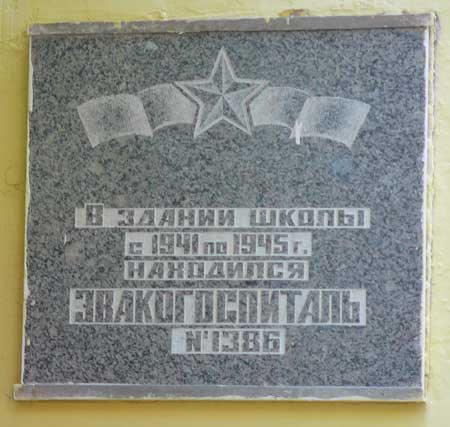 В ЗДАНИИ ШКОЛЫ
с 1941 по 1945 г.
НАХОДИЛСЯ
ЭВАКОГОСПИТАЛЬ
№1386